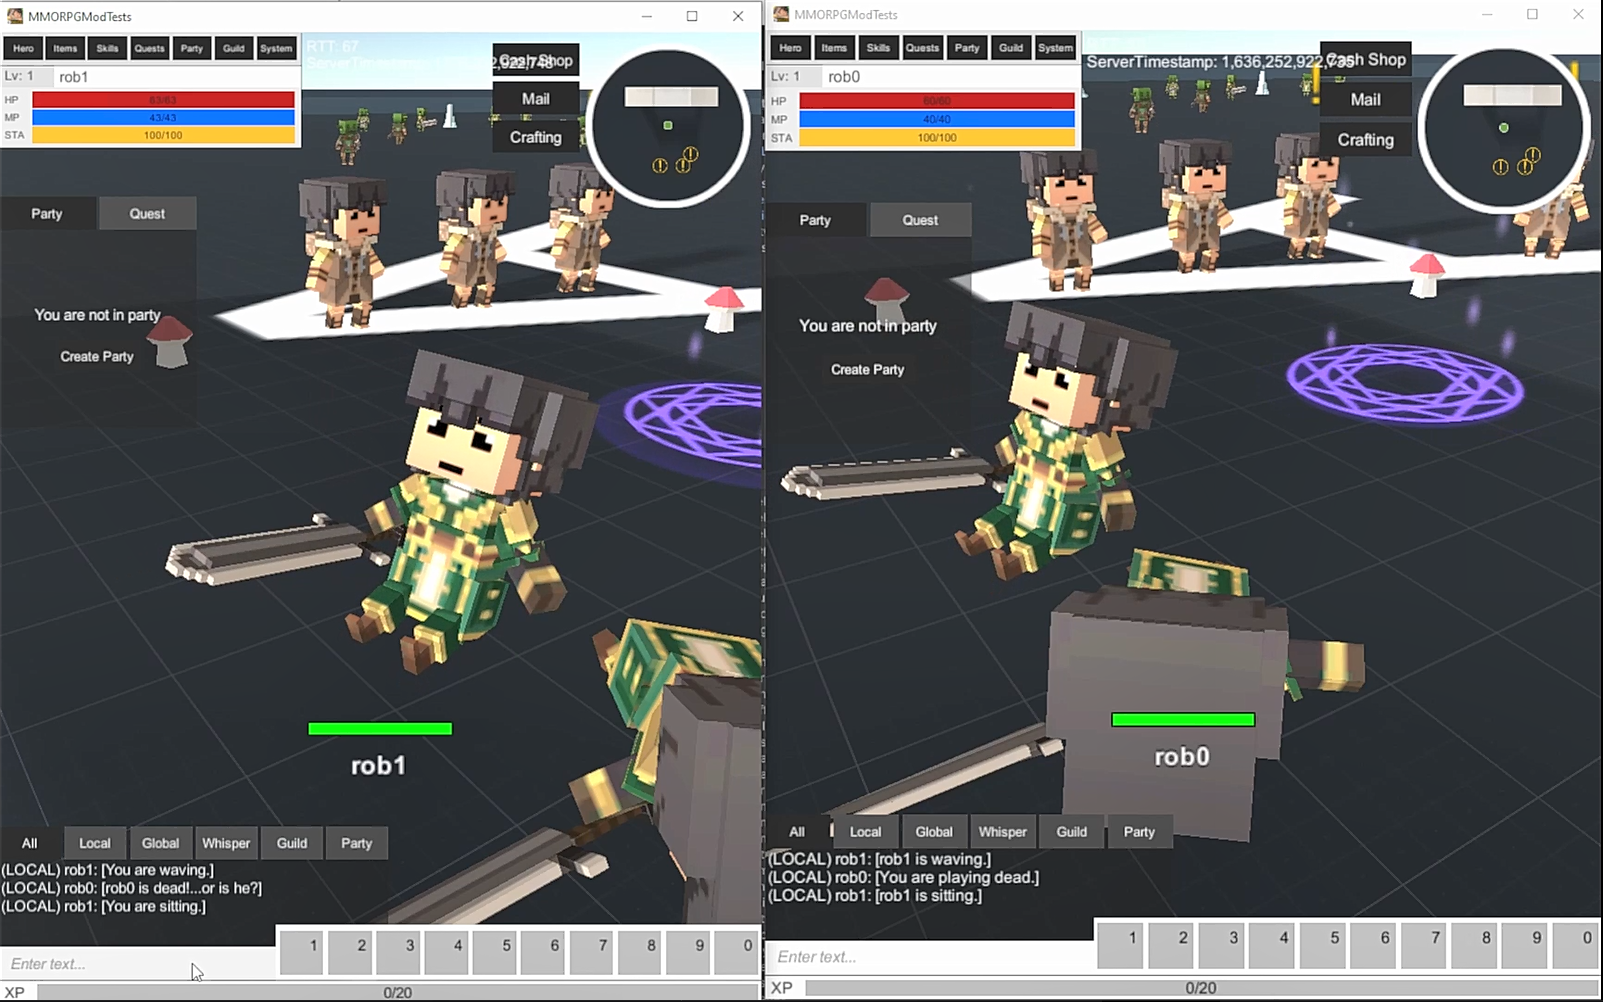 MMORPGModTests
Hero Items Skills Quests Party Guild System
RTT: 67
ServerTimestamp:
Cash Shop
Lv: 1 rob1
HP 63/63
MP 43/43
STA 100/100
Mail
Crafting
Party Quest
You are not in party
Create Party
rob1
All Local Global Whisper Guild Party
(LOCAL) rob1: [You are waving.]
(LOCAL) rob0: [rob0 is dead!...or is he?]
(LOCAL) rob1: [You are sitting.]
1 2 3 4 5 6 7 8 9 0
Enter text...
XP 0/20
MMORPGModTests
Hero Items Skills Quests Party Guild System
ServerTimestamp: 1,636,252,922,735
Cash Shop
Lv: 1 rob0
HP 60/60
MP 40/40
STA 100/100
Mail
Crafting
Party Quest
You are not in party
Create Party
rob0
All Local Global Whisper Guild Party
(LOCAL) rob1: [rob1 is waving.]
(LOCAL) rob0: [You are playing dead.]
(LOCAL) rob1: [rob1 is sitting.]
1 2 3 4 5 6 7 8 9 0
Enter text...
XP 0/20